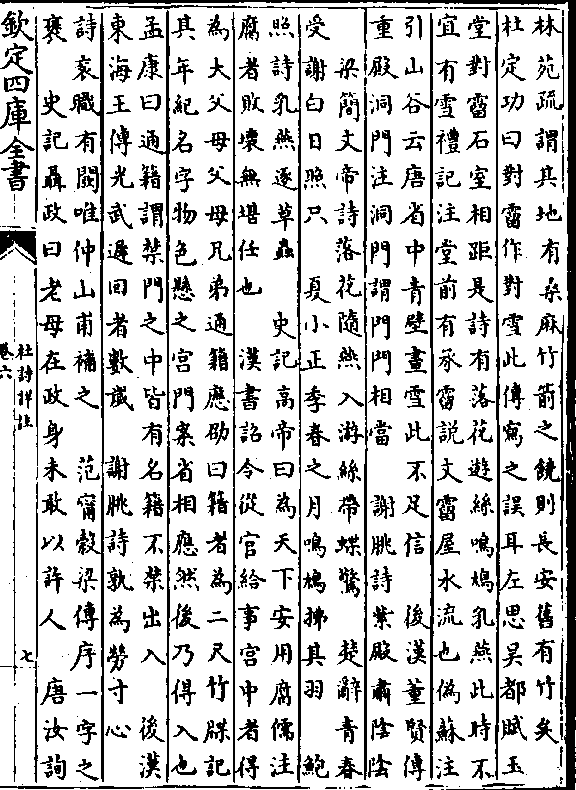 林苑疏謂其地有桑麻竹箭之饒則長安舊有竹矣
杜定功曰對霤作對雪此傳寫之誤耳左思吴都賦玉
堂對霤石室相距是詩有落花遊絲鳴鳩乳燕此時不
宜有雪禮記注堂前有承霤説文霤屋水流也偽蘇注
引山谷云唐省中青壁畫雪此不足信　後漢董賢傳
重殿洞門注洞門謂門門相當　謝朓詩紫殿肅陰陰
　梁簡文帝詩落花隨燕入游絲帶蝶驚　楚辭青春
受謝白日照只　夏小正季春之月鳴鳩拂其羽　鮑
照詩乳燕逐草蟲　史記髙帝曰為天下安用腐儒注
腐者敗壞無堪任也　漢書詔令從官給事宫中者得
為大父母父母兄弟通籍應劭曰籍者為二尺竹牒記
其年紀名字物色懸之宫門案省相應然後乃得入也
孟康曰通籍謂禁門之中皆有名籍不禁出入　後漢
東海王傳光武遲回者數歲　謝朓詩孰為勞寸心
詩衮職有闕唯仲山甫補之　范甯榖梁傳序一字之
褒　史記聶政曰老母在政身未敢以許人　唐汝詢
欽定四庫全書
杜詩詳註
卷六
七